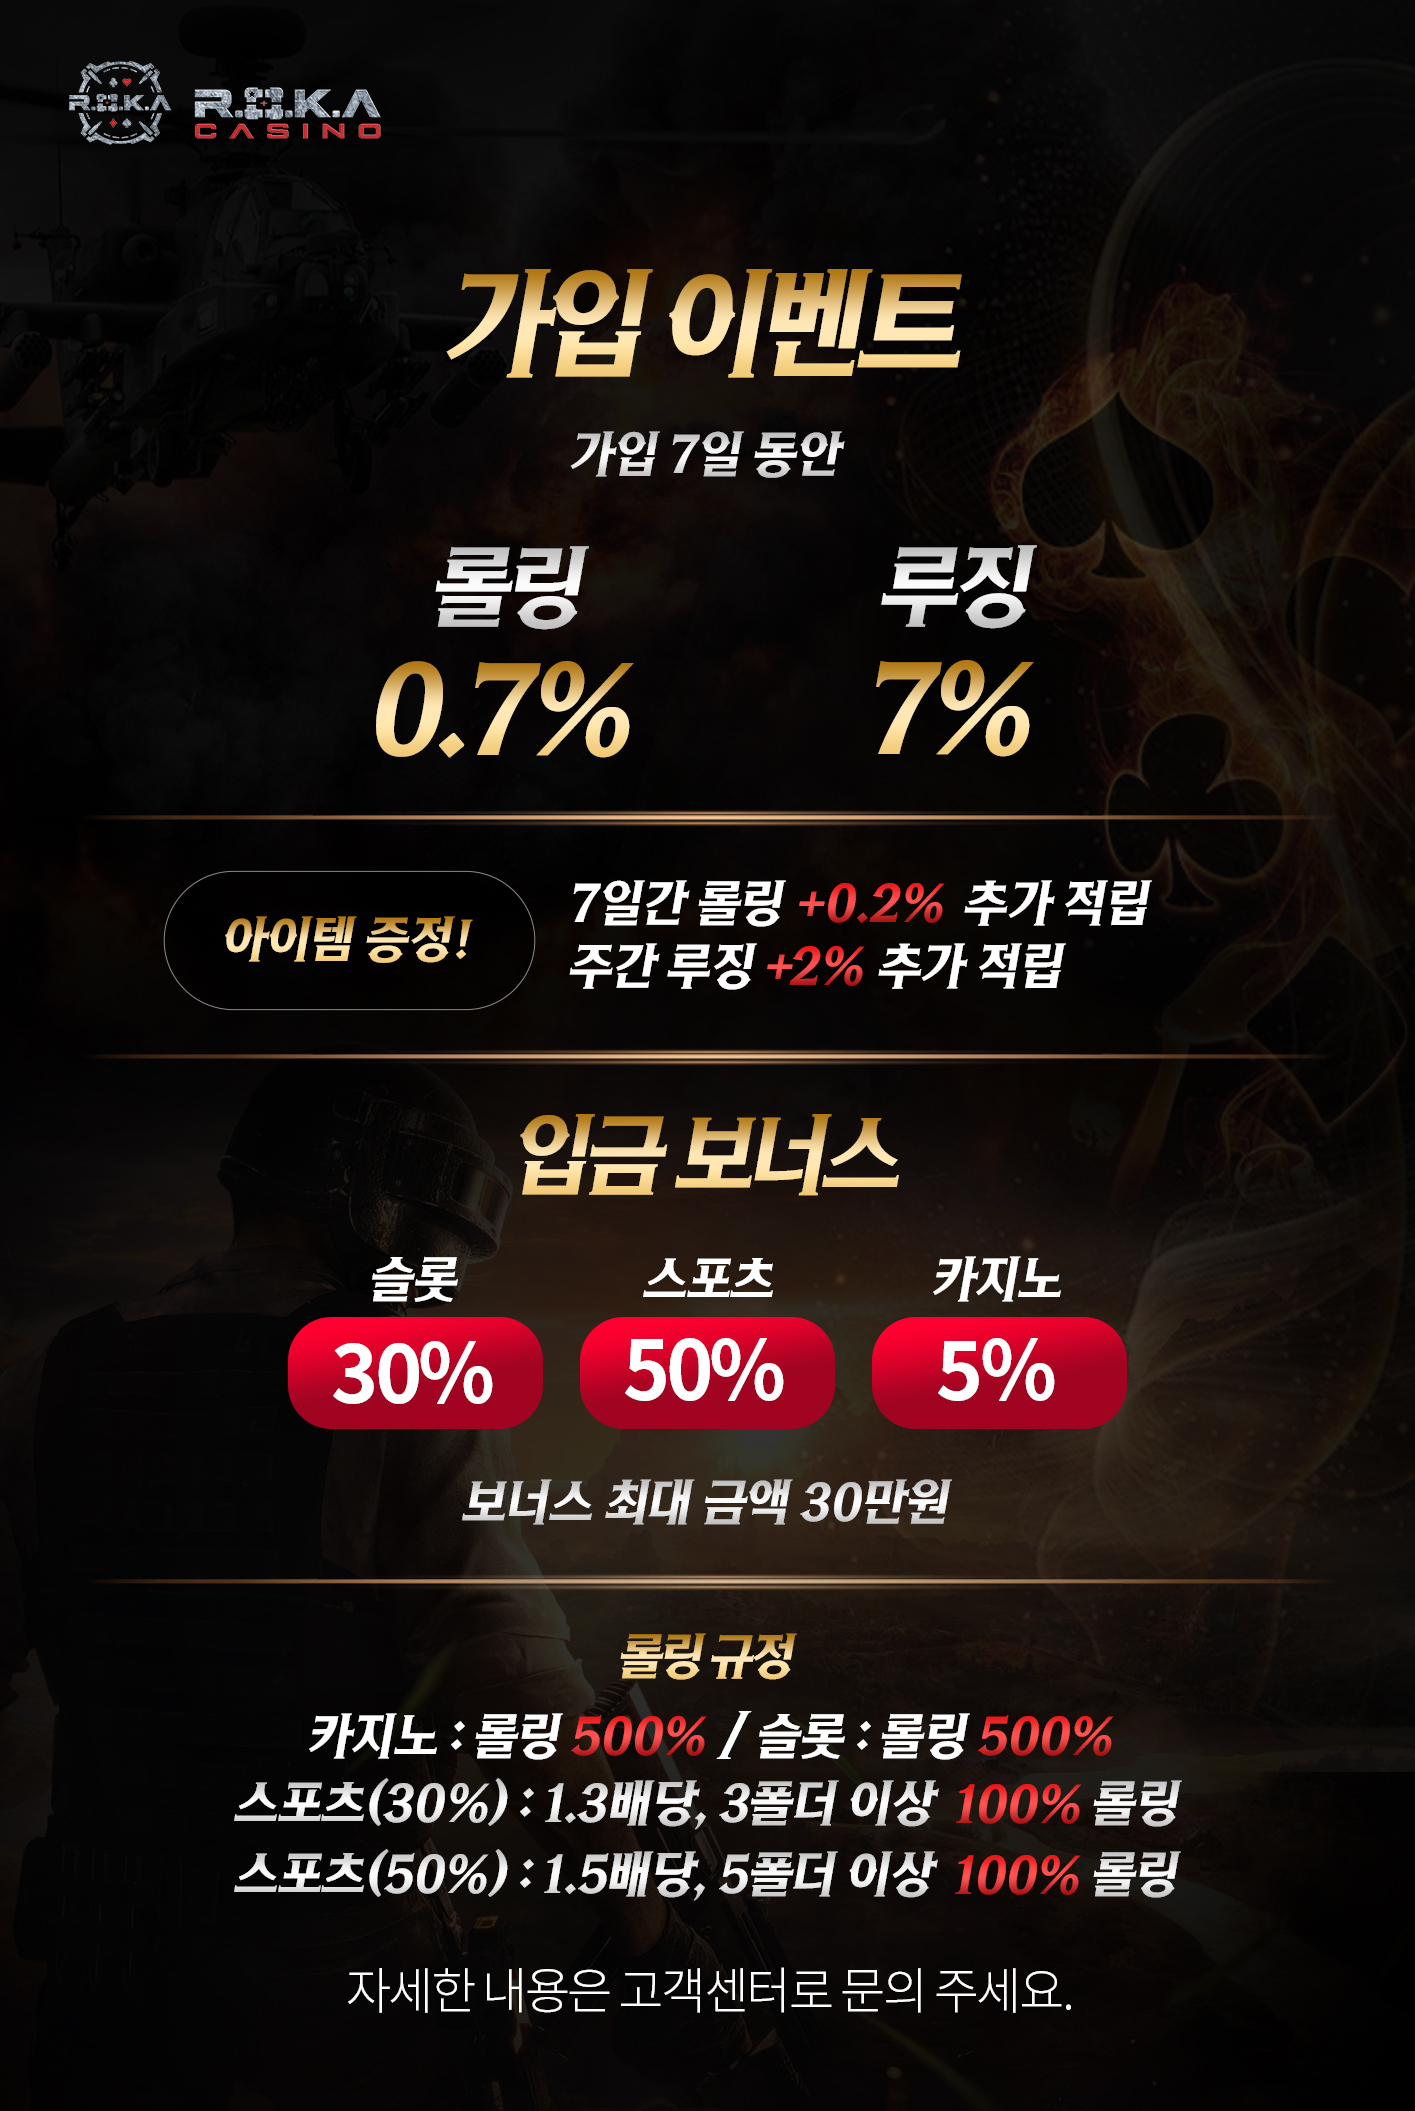 R.O.K.A R.O.K.A
CASINO
가입 이벤트
가입 7일 동안
롤링 루징
0.7% 7%
아이템 증정!
7일간 롤링 +0.2% 추가 적립
주간 루징 +2% 추가 적립
입금 보너스
슬롯 스포츠 카지노
30% 50% 5%
보너스 최대 금액 30만원
롤링 규정
카지노 : 롤링 500% / 슬롯 : 롤링 500%
스포츠(30%) : 1.3배당, 3폴더 이상 100% 롤링
스포츠(50%) : 1.5배당, 5폴더 이상 100% 롤링
자세한 내용은 고객센터로 문의 주세요.